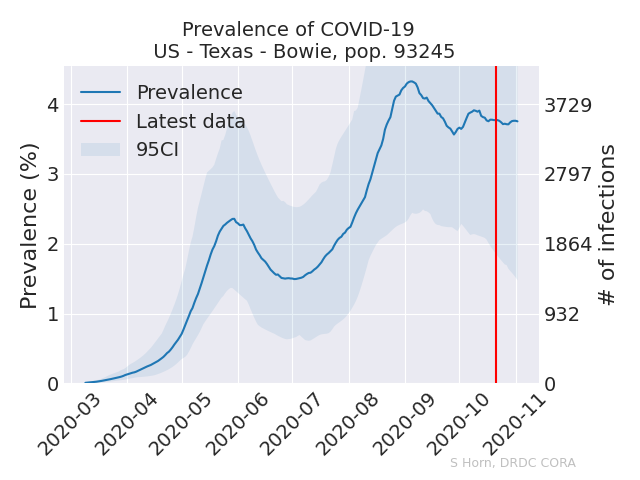 Prevalence of COVID-19
US - Texas - Bowie, pop. 93245
Prevalence
Latest data
95CI
Prevalence (%)
4
3
2
1
0
3729
2797
1864
932
0
# of infections
2020-03
2020-04
2020-05
2020-06
2020-07
2020-08
2020-09
2020-10
2020-11
S Horn, DRDC CORA